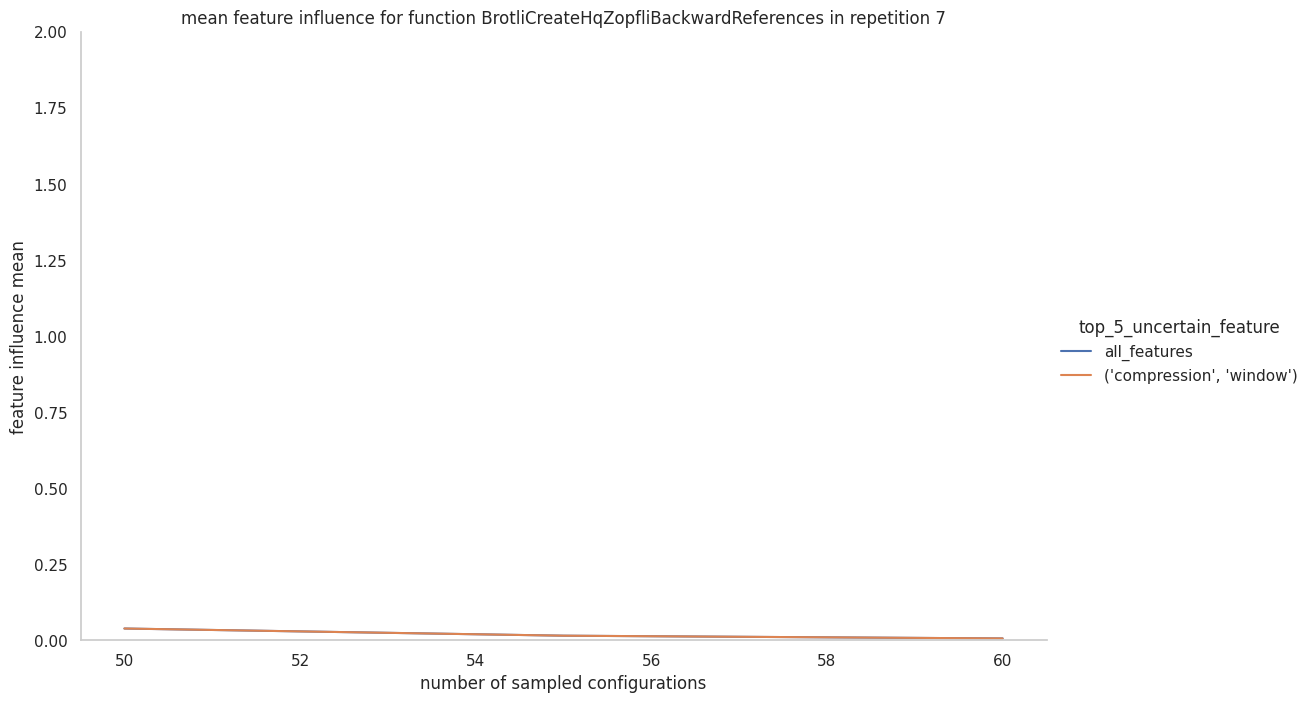 mean feature influence for function BrotliCreateHqZopfliBackwardReferences in repetition 7
2.00
1.75
1.50
1.25
1.00
0.75
0.50
0.25
0.00
feature influence mean
50 52 54 56 58 60
number of sampled configurations
top_5_uncertain_feature
all_features
('compression', 'window')